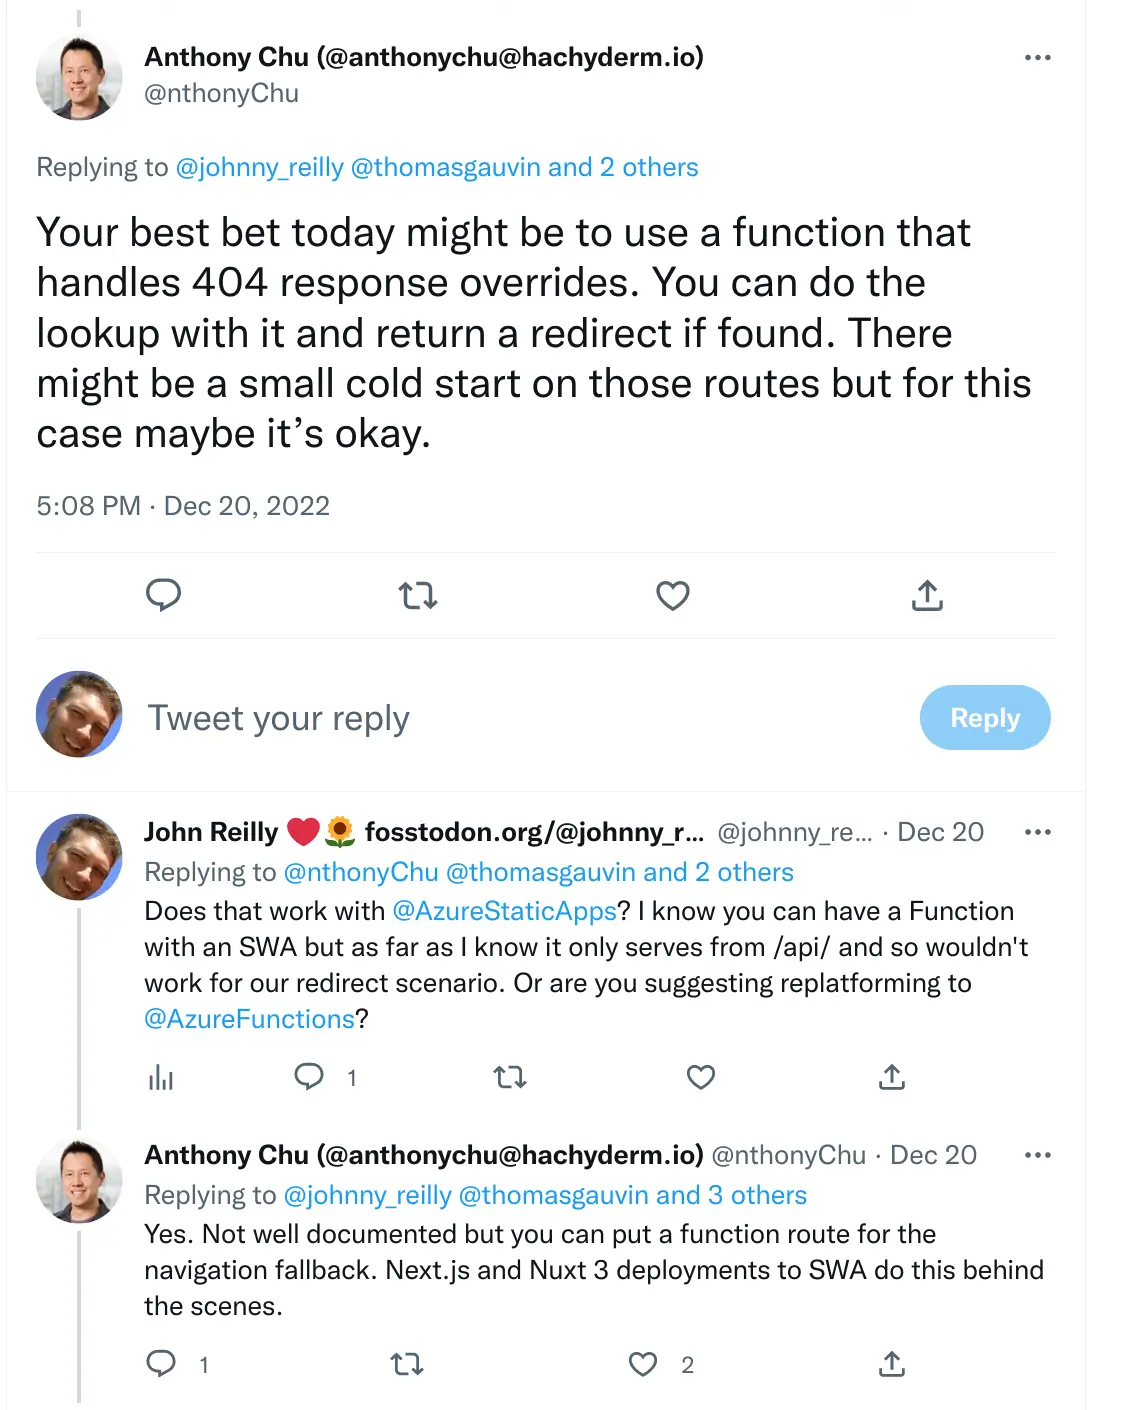 Anthony Chu (@anthonychu@hachyderm.io)
@nthonyChu
Replying to @johnny_reilly @thomasgauvin and 2 others
Your best bet today might be to use a function that
handles 404 response overrides. You can do the
lookup with it and return a redirect if found. There
might be a small cold start on those routes but for this
case maybe it’s okay.
5:08 PM · Dec 20, 2022
Tweet your reply
Reply
John Reilly ❤️🌻 fosstodon.org/@johnny_r... @johnny_re... · Dec 20
Replying to @nthonyChu @thomasgauvin and 2 others
Does that work with @AzureStaticApps? I know you can have a Function
with an SWA but as far as I know it only serves from /api/ and so wouldn't
work for our redirect scenario. Or are you suggesting replatforming to
@AzureFunctions?
1
Anthony Chu (@anthonychu@hachyderm.io) @nthonyChu · Dec 20
Replying to @johnny_reilly @thomasgauvin and 3 others
Yes. Not well documented but you can put a function route for the
navigation fallback. Next.js and Nuxt 3 deployments to SWA do this behind
the scenes.
1 2